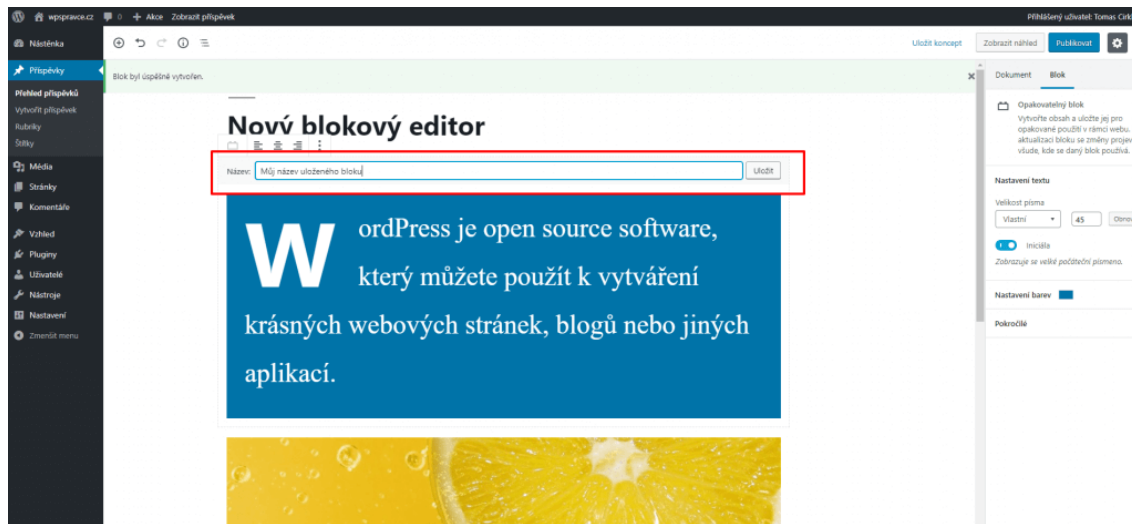 wpspravce.cz 0 + Akce Zobrazit příspěvek
Přihlášený uživatel: Tomas Cirkl
Nástěnka
Příspěvky
Přehled příspěvků
Vytvořit příspěvek
Rubriky
Štítky
Média
Stránky
Komentáře
Vzhled
Pluginy
Uživatelé
Nástroje
Nastavení
Zmenšit menu
Uložit koncept
Zobrazit náhled
Publikovat
Blok byl úspěšně vytvořen.
Nový blokový editor
Název: Můj název uloženého bloku
Uložit
WordPress je open source software,
který můžete použít k vytváření
krásných webových stránek, blogů nebo jiných
aplikací.
Dokument Blok
Opakovatelný blok
Vytvořte obsah a uložte jej pro
opakované použití v rámci webu.
aktualizaci bloku se změny projev
všude, kde se daný blok používá.
Nastavení textu
Velikost písma
Vlastní 45 Obno
Iniciála
Zobrazuje se velké počáteční písmeno.
Nastavení barev
Pokročilé